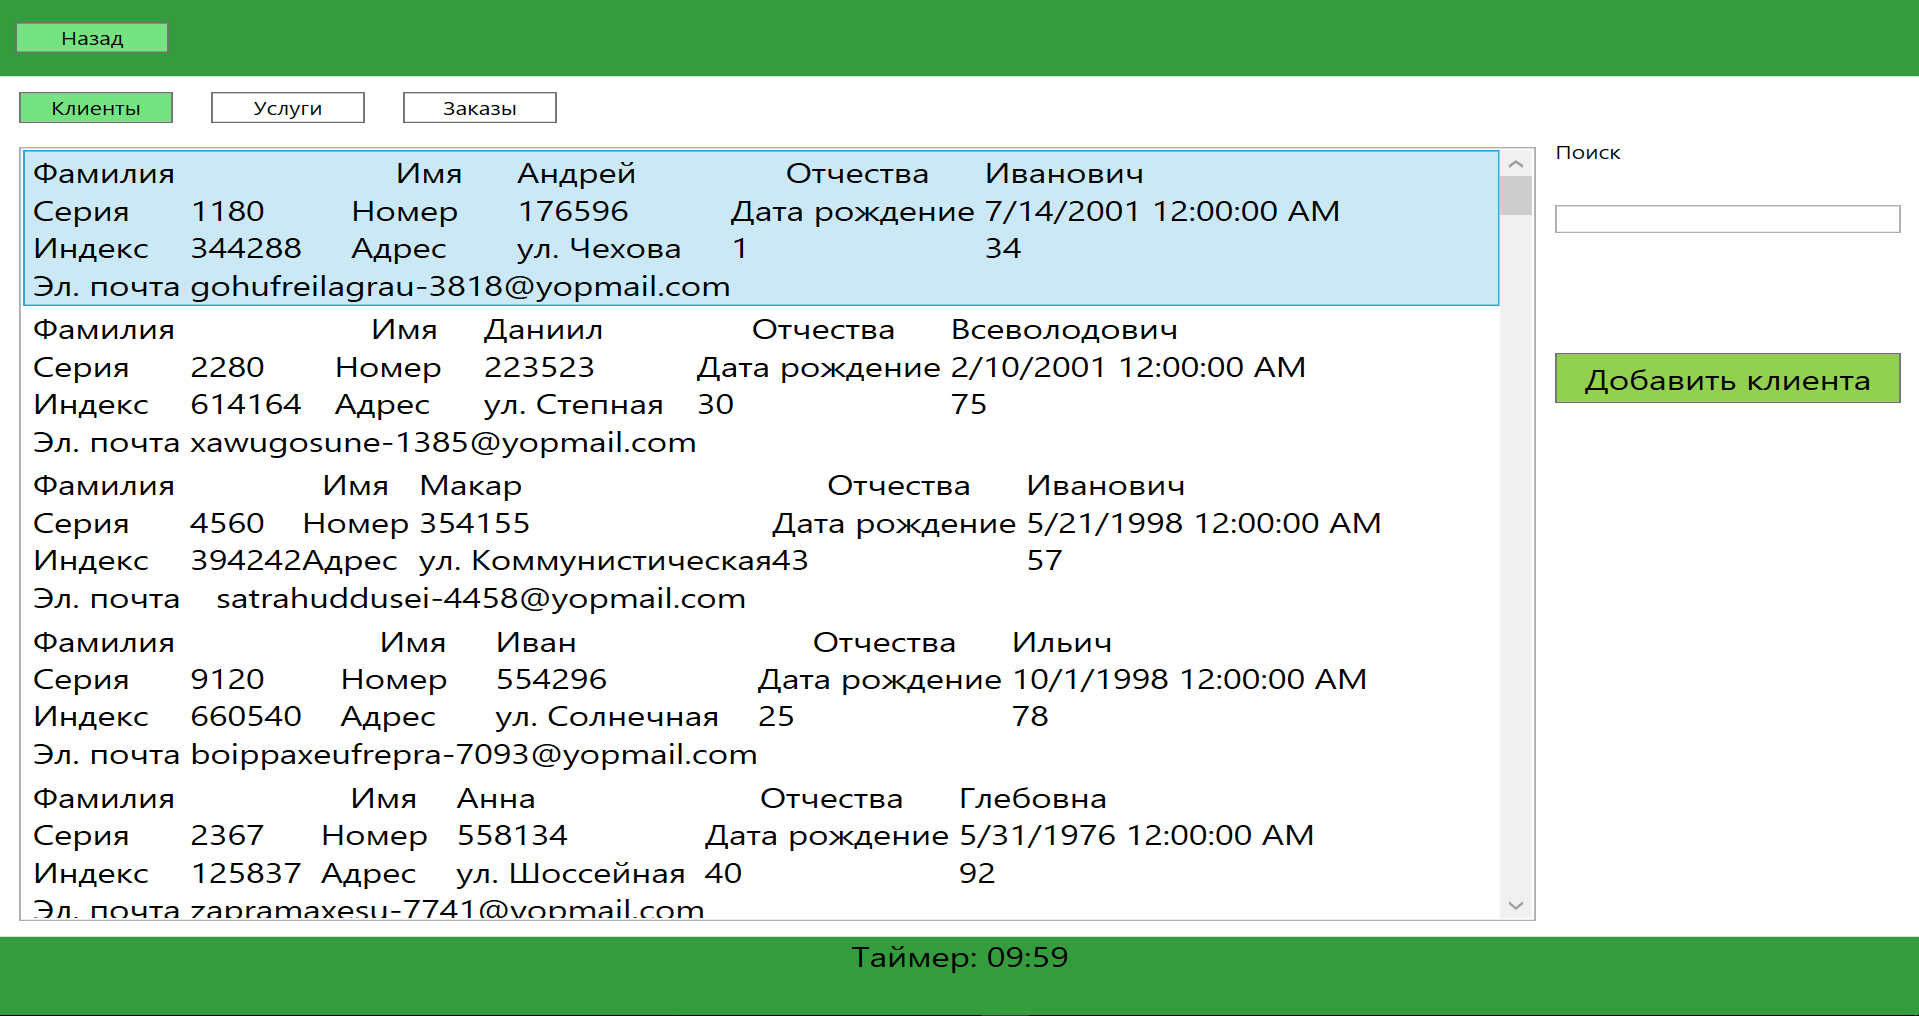 Назад
Клиенты Услуги Заказы
Поиск
Фамилия Имя Андрей Отчества Иванович
Серия 1180 Номер 176596 Дата рождение 7/14/2001 12:00:00 AM
Индекс 344288 Адрес ул. Чехова 1 34
Эл. почта gohufreilagrau-3818@yopmail.com
Фамилия Имя Даниил Отчества Всеволодович
Серия 2280 Номер 223523 Дата рождение 2/10/2001 12:00:00 AM
Индекс 614164 Адрес ул. Степная 30 75
Эл. почта xawugosune-1385@yopmail.com
Добавить клиента
Фамилия Имя Макар Отчества Иванович
Серия 4560 Номер 354155 Дата рождение 5/21/1998 12:00:00 AM
Индекс 394242 Адрес ул. Коммунистическая 43 57
Эл. почта satrahuddusei-4458@yopmail.com
Фамилия Имя Иван Отчества Ильич
Серия 9120 Номер 554296 Дата рождение 10/1/1998 12:00:00 AM
Индекс 660540 Адрес ул. Солнечная 25 78
Эл. почта boippaxeufrepra-7093@yopmail.com
Фамилия Имя Анна Отчества Глебовна
Серия 2367 Номер 558134 Дата рождение 5/31/1976 12:00:00 AM
Индекс 125837 Адрес ул. Шоссейная 40 92
Эл. почта zapramaxesu-7741@yopmail.com
Таймер: 09:59